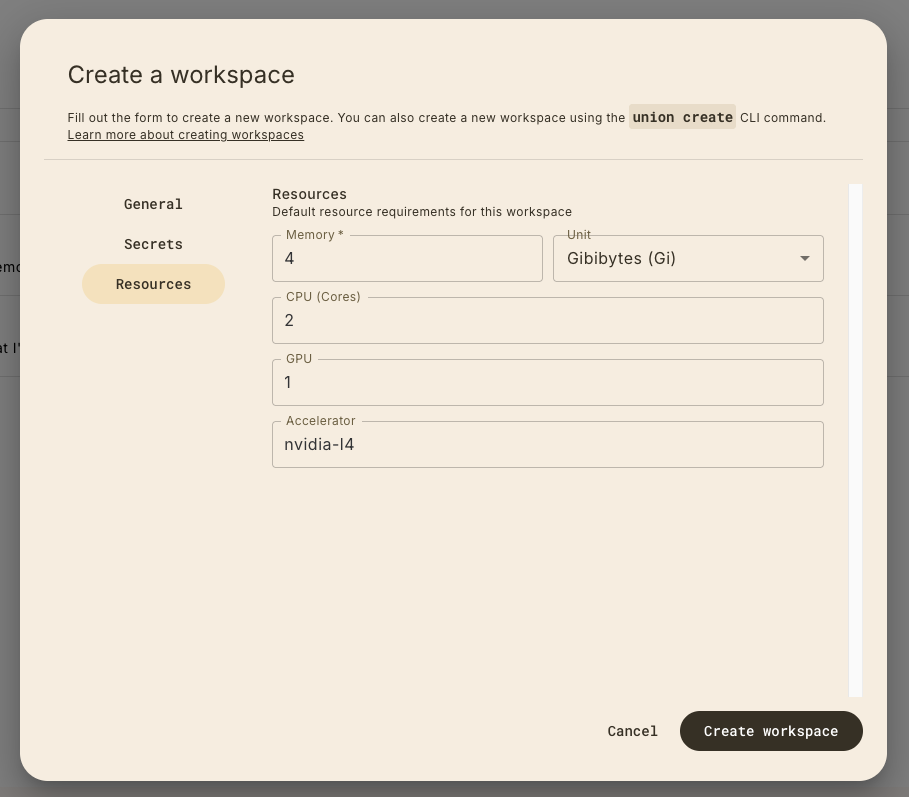 Create a workspace
Fill out the form to create a new workspace. You can also create a new workspace using the union create CLI command.
Learn more about creating workspaces
General
Secrets
Resources
Resources
Default resource requirements for this workspace
Memory *
4
Unit
Gibibytes (Gi)
CPU (Cores)
2
GPU
1
Accelerator
nvidia-l4
Cancel
Create workspace